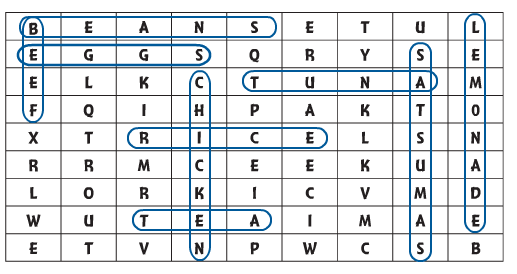 B E A N S E T U L
E G G S Q R Y S E
E L K C T U N A M
F Q I H P A K T O
X T R I C E L S N
R R M C E E K U A
L O R K I C V M D
W U T E A I M A E
E T V N P W C S B